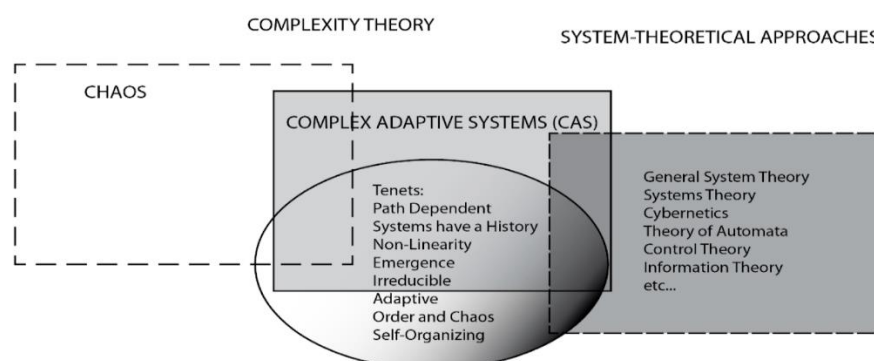 COMPLEXITY THEORY
SYSTEM-THEORETICAL APPROACHES
CHAOS
COMPLEX ADAPTIVE SYSTEMS (CAS)
Tenets:
Path Dependent
Systems have a History
Non-Linearity
Emergence
Irreducible
Adaptive
Order and Chaos
Self-Organizing
General System Theory
Systems Theory
Cybernetics
Theory of Automata
Control Theory
Information Theory
etc...